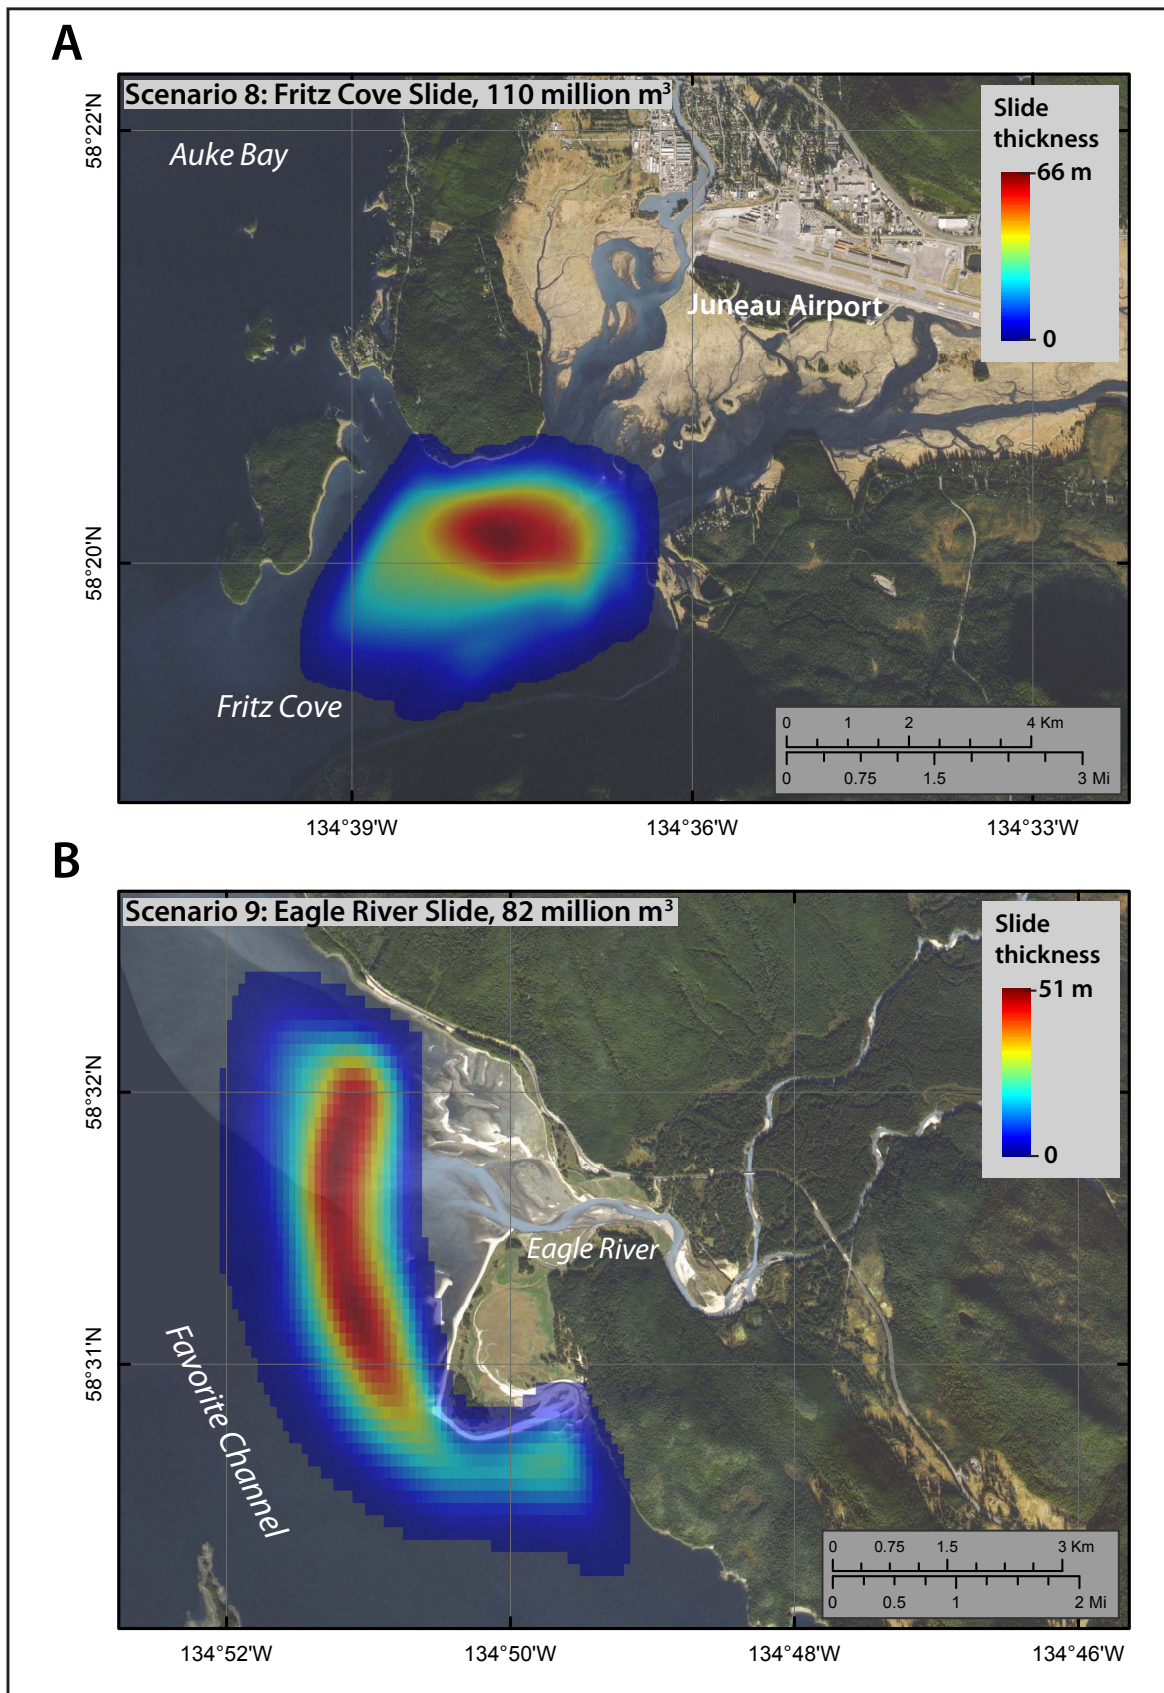 A
Scenario 8: Fritz Cove Slide, 110 million m³
Slide
thickness
66 m
0
Auke Bay
Juneau Airport
Fritz Cove
58°22'N
58°20'N
0 1 2 4 Km
0 0.75 1.5 3 Mi
134°39'W 134°36'W 134°33'W
B
Scenario 9: Eagle River Slide, 82 million m³
Slide
thickness
51 m
0
58°32'N
58°31'N
Eagle River
Favorite Channel
0 0.75 1.5 3 Km
0 0.5 1 2 Mi
134°52'W 134°50'W 134°48'W 134°46'W